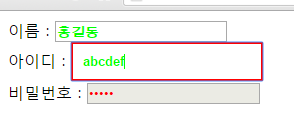 이름 : 홍길동
아이디 : abcdef
비밀번호 : •••••